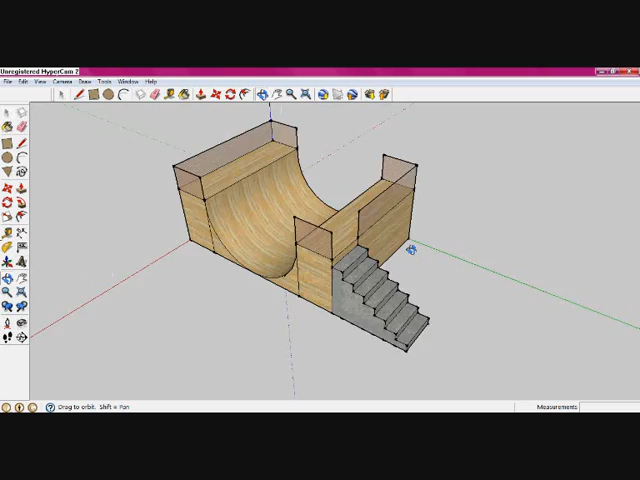 Unregistered HyperCam 2
File Edit View Camera Draw Tools Window Help
Drag to orbit. Shift = Pan
Measurements